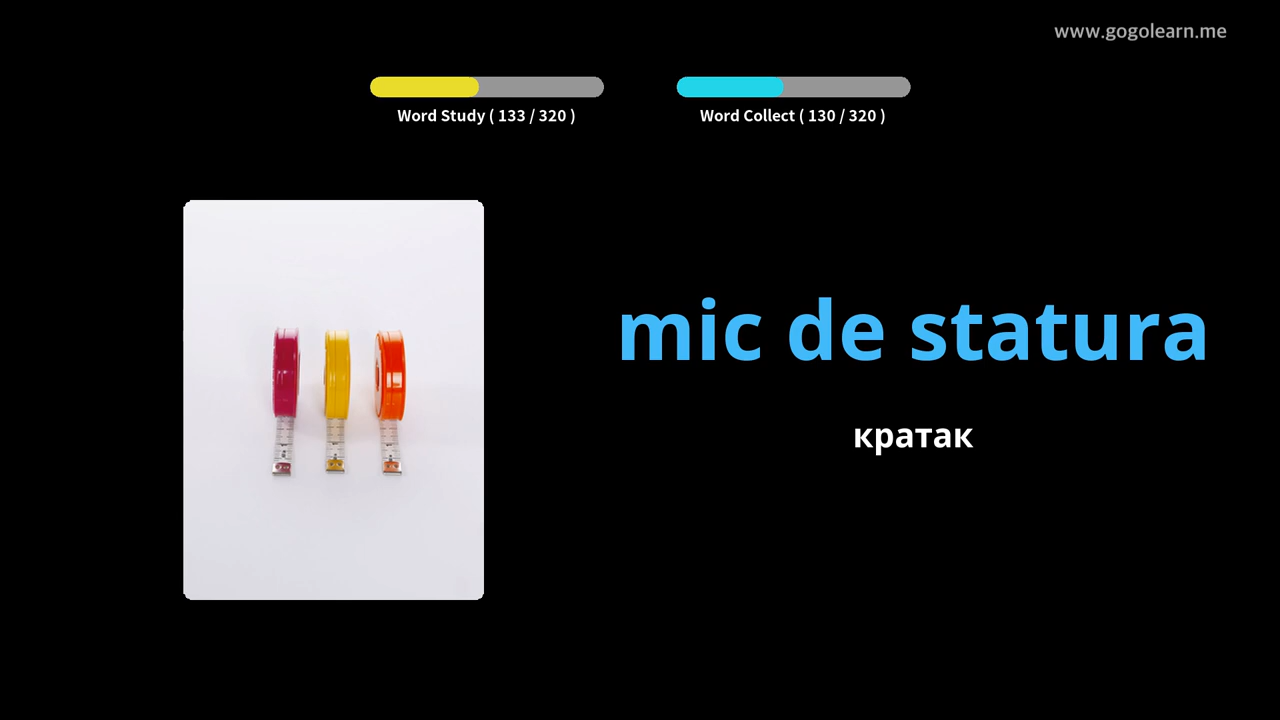 www.gogolearn.me
Word Study ( 133 / 320 )
Word Collect ( 130 / 320 )
mic de statura
кратак